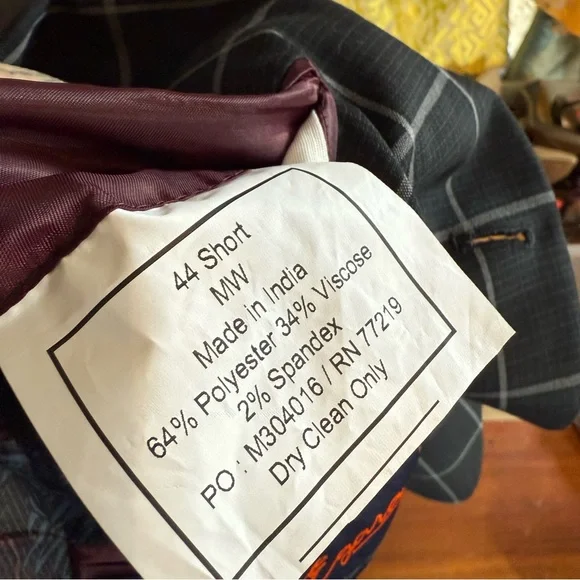 44 Short
MW
Made in India
64% Polyester 34% Viscose
2% Spandex
PO : M304016 / RN 77219
Dry Clean Only